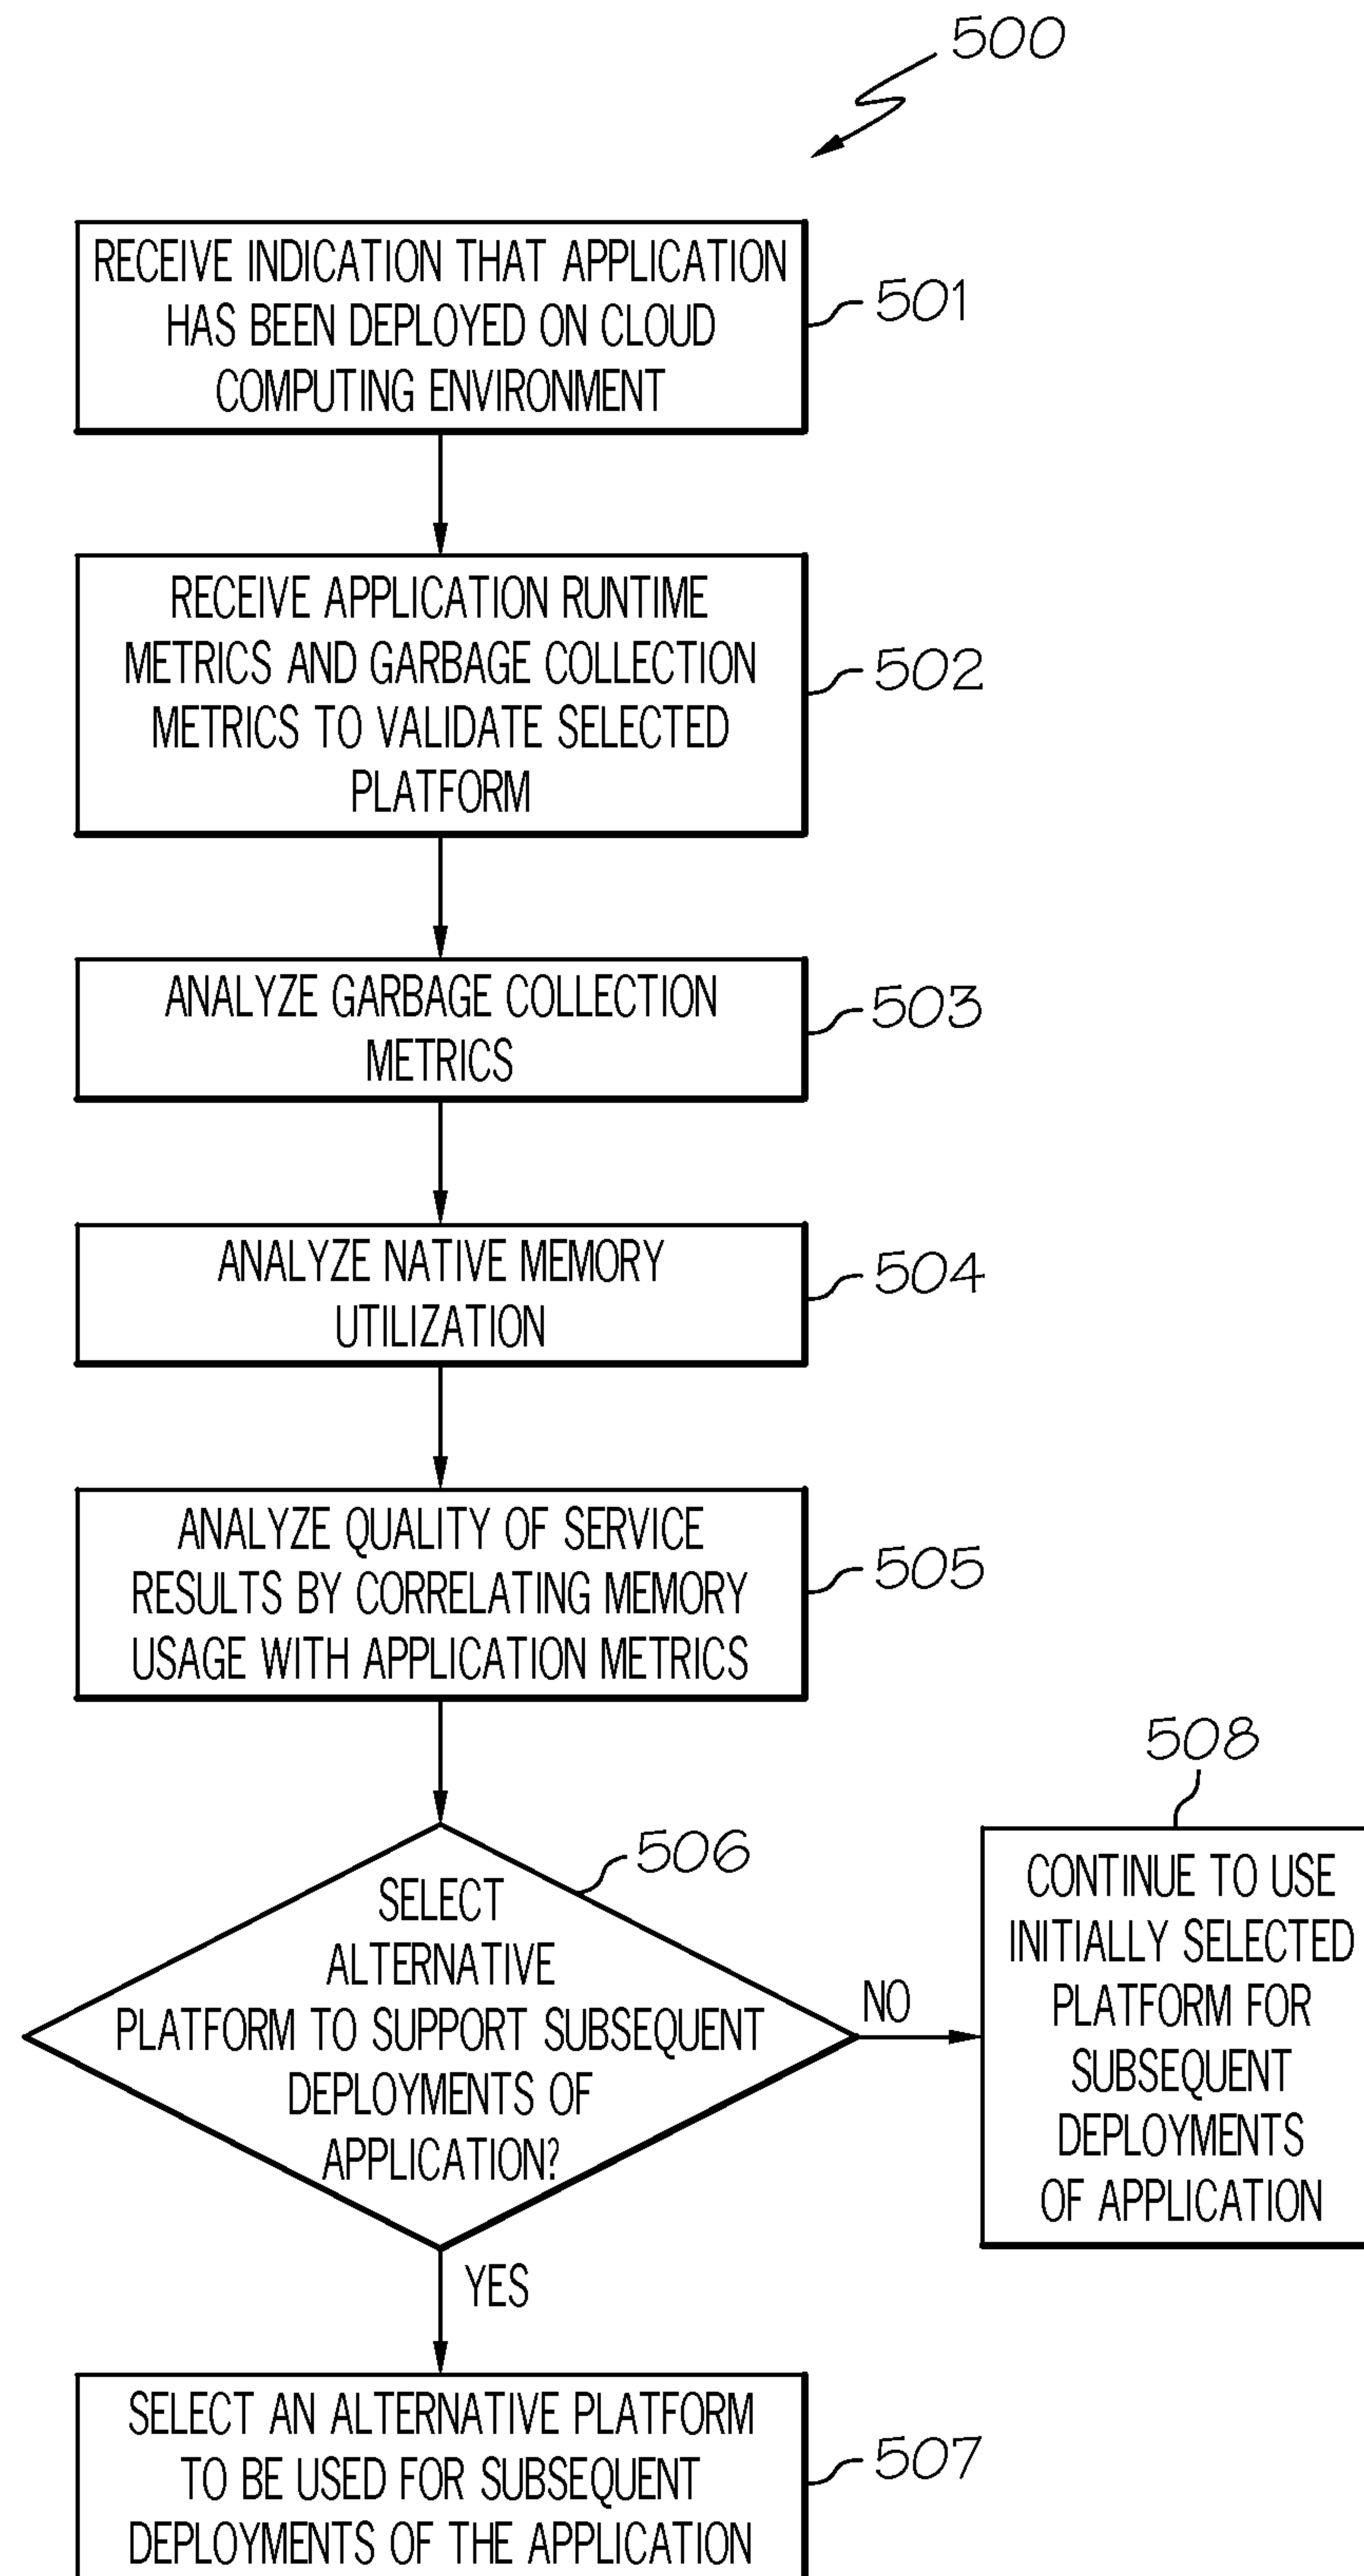 500
RECEIVE INDICATION THAT APPLICATION
HAS BEEN DEPLOYED ON CLOUD
COMPUTING ENVIRONMENT
501
RECEIVE APPLICATION RUNTIME
METRICS AND GARBAGE COLLECTION
METRICS TO VALIDATE SELECTED
PLATFORM
502
ANALYZE GARBAGE COLLECTION
METRICS
503
ANALYZE NATIVE MEMORY
UTILIZATION
504
ANALYZE QUALITY OF SERVICE
RESULTS BY CORRELATING MEMORY
USAGE WITH APPLICATION METRICS
505
SELECT
ALTERNATIVE
PLATFORM TO SUPPORT SUBSEQUENT
DEPLOYMENTS OF
APPLICATION?
506
NO
508
CONTINUE TO USE
INITIALLY SELECTED
PLATFORM FOR
SUBSEQUENT
DEPLOYMENTS
OF APPLICATION
YES
SELECT AN ALTERNATIVE PLATFORM
TO BE USED FOR SUBSEQUENT
DEPLOYMENTS OF THE APPLICATION
507